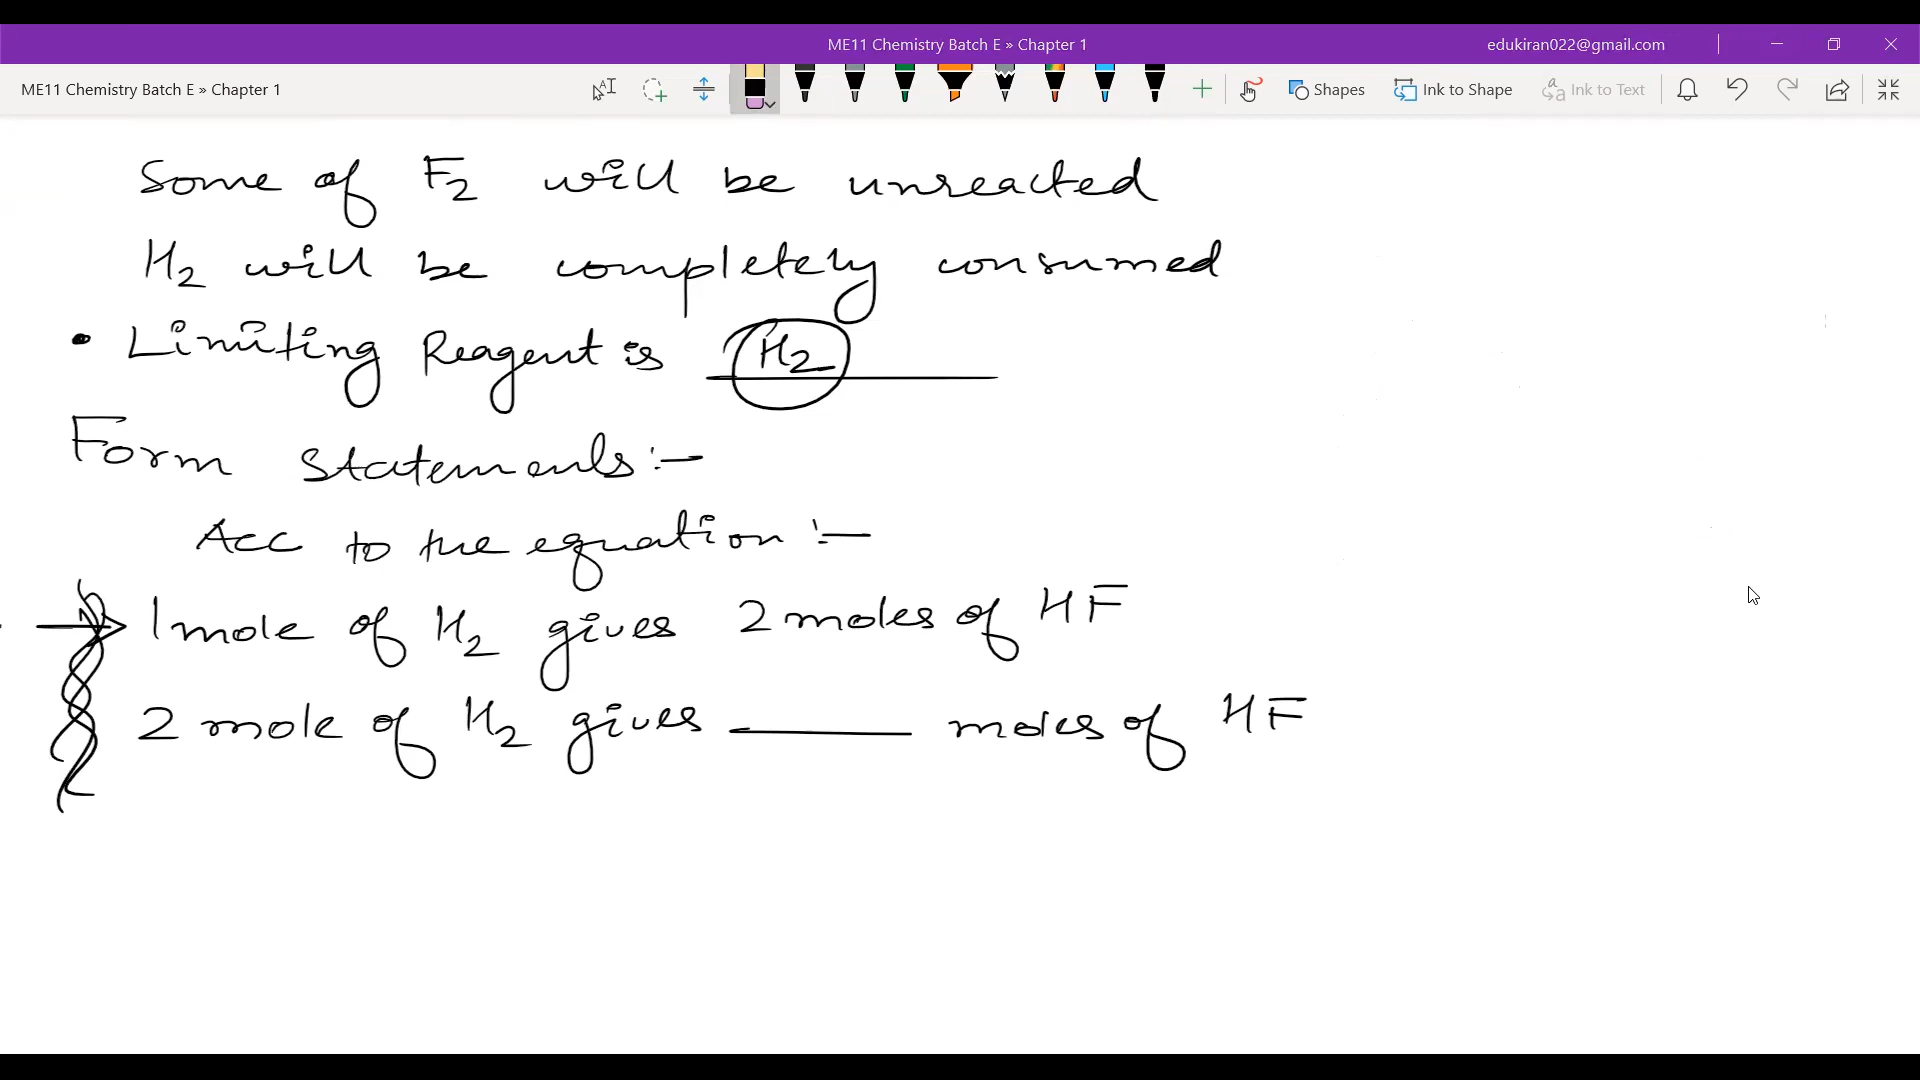 ME11 Chemistry Batch E » Chapter 1
edukiran022@gmail.com
ME11 Chemistry Batch E » Chapter 1
Shapes
Ink to Shape
Ink to Text
Some of F2 will be unreacted
H2 will be completely consumed
• Limiting Reagent is H2
Form statements :-
Acc to the equation :-
→ 1 mole of H2 gives 2 moles of HF
2 mole of H2 gives ______ moles of HF